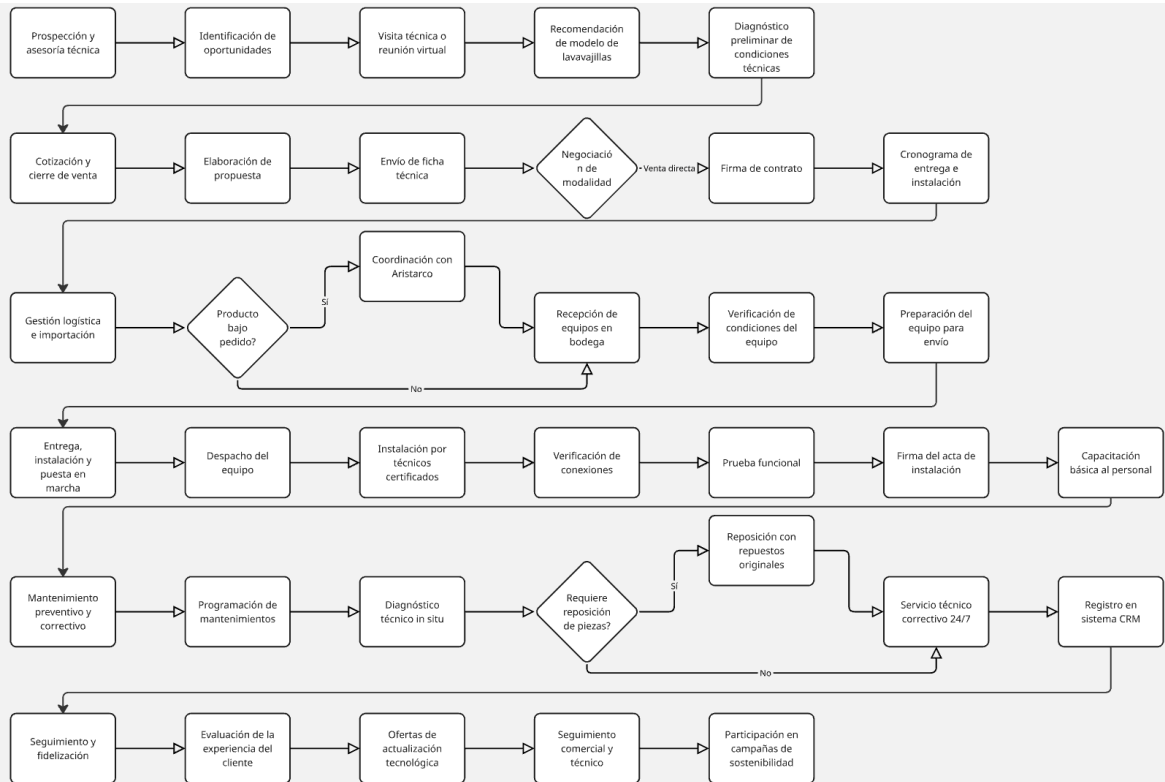 Prospección y
asesoría técnica
Identificación de
oportunidades
Visita técnica o
reunión virtual
Recomendación
de modelo de
lavavajillas
Diagnóstico
preliminar de
condiciones
técnicas
Cotización y
cierre de venta
Elaboración de
propuesta
Envío de ficha
técnica
Negociació
n de
modalidad
Venta directa
Firma de contrato
Cronograma de
entrega e
instalación
Gestión logística
e importación
Producto
bajo
pedido?
Sí
Coordinación con
Aristarco
No
Recepción de
equipos en
bodega
Verificación de
condiciones del
equipo
Preparación del
equipo para
envío
Entrega,
instalación y
puesta en
marcha
Despacho del
equipo
Instalación por
técnicos
certificados
Verificación de
conexiones
Prueba funcional
Firma del acta de
instalación
Capacitación
básica al personal
Mantenimiento
preventivo y
correctivo
Programación de
mantenimientos
Diagnóstico
técnico in situ
Requiere
reposición
de piezas?
Sí
Reposición con
repuestos
originales
No
Servicio técnico
correctivo 24/7
Registro en
sistema CRM
Seguimiento y
fidelización
Evaluación de la
experiencia del
cliente
Ofertas de
actualización
tecnológica
Seguimiento
comercial y
técnico
Participación en
campañas de
sostenibilidad